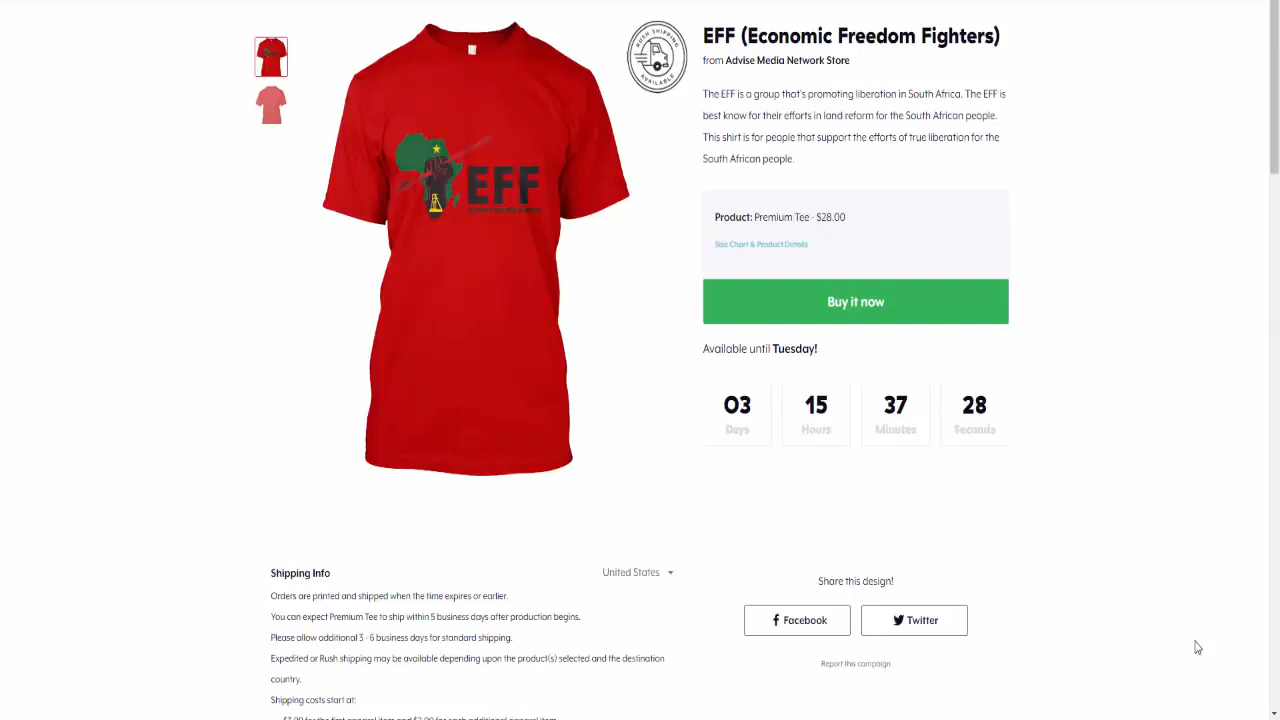 RUSH SHIPPING
AVAILABLE
EFF
EFF (Economic Freedom Fighters)
from Advise Media Network Store
The EFF is a group that's promoting liberation in South Africa. The EFF is
best know for their efforts in land reform for the South African people.
This shirt is for people that support the efforts of true liberation for the
South African people.
Product: Premium Tee - $28.00
Size Chart & Product Details
Buy it now
Available until Tuesday!
03 15 37 28
Days Hours Minutes Seconds
Shipping Info
United States
Orders are printed and shipped when the time expires or earlier.
You can expect Premium Tee to ship within 5 business days after production begins.
Please allow additional 3 - 6 business days for standard shipping.
Expedited or Rush shipping may be available depending upon the product(s) selected and the destination
country.
Shipping costs start at:
Share this design!
Facebook
Twitter
Report this campaign